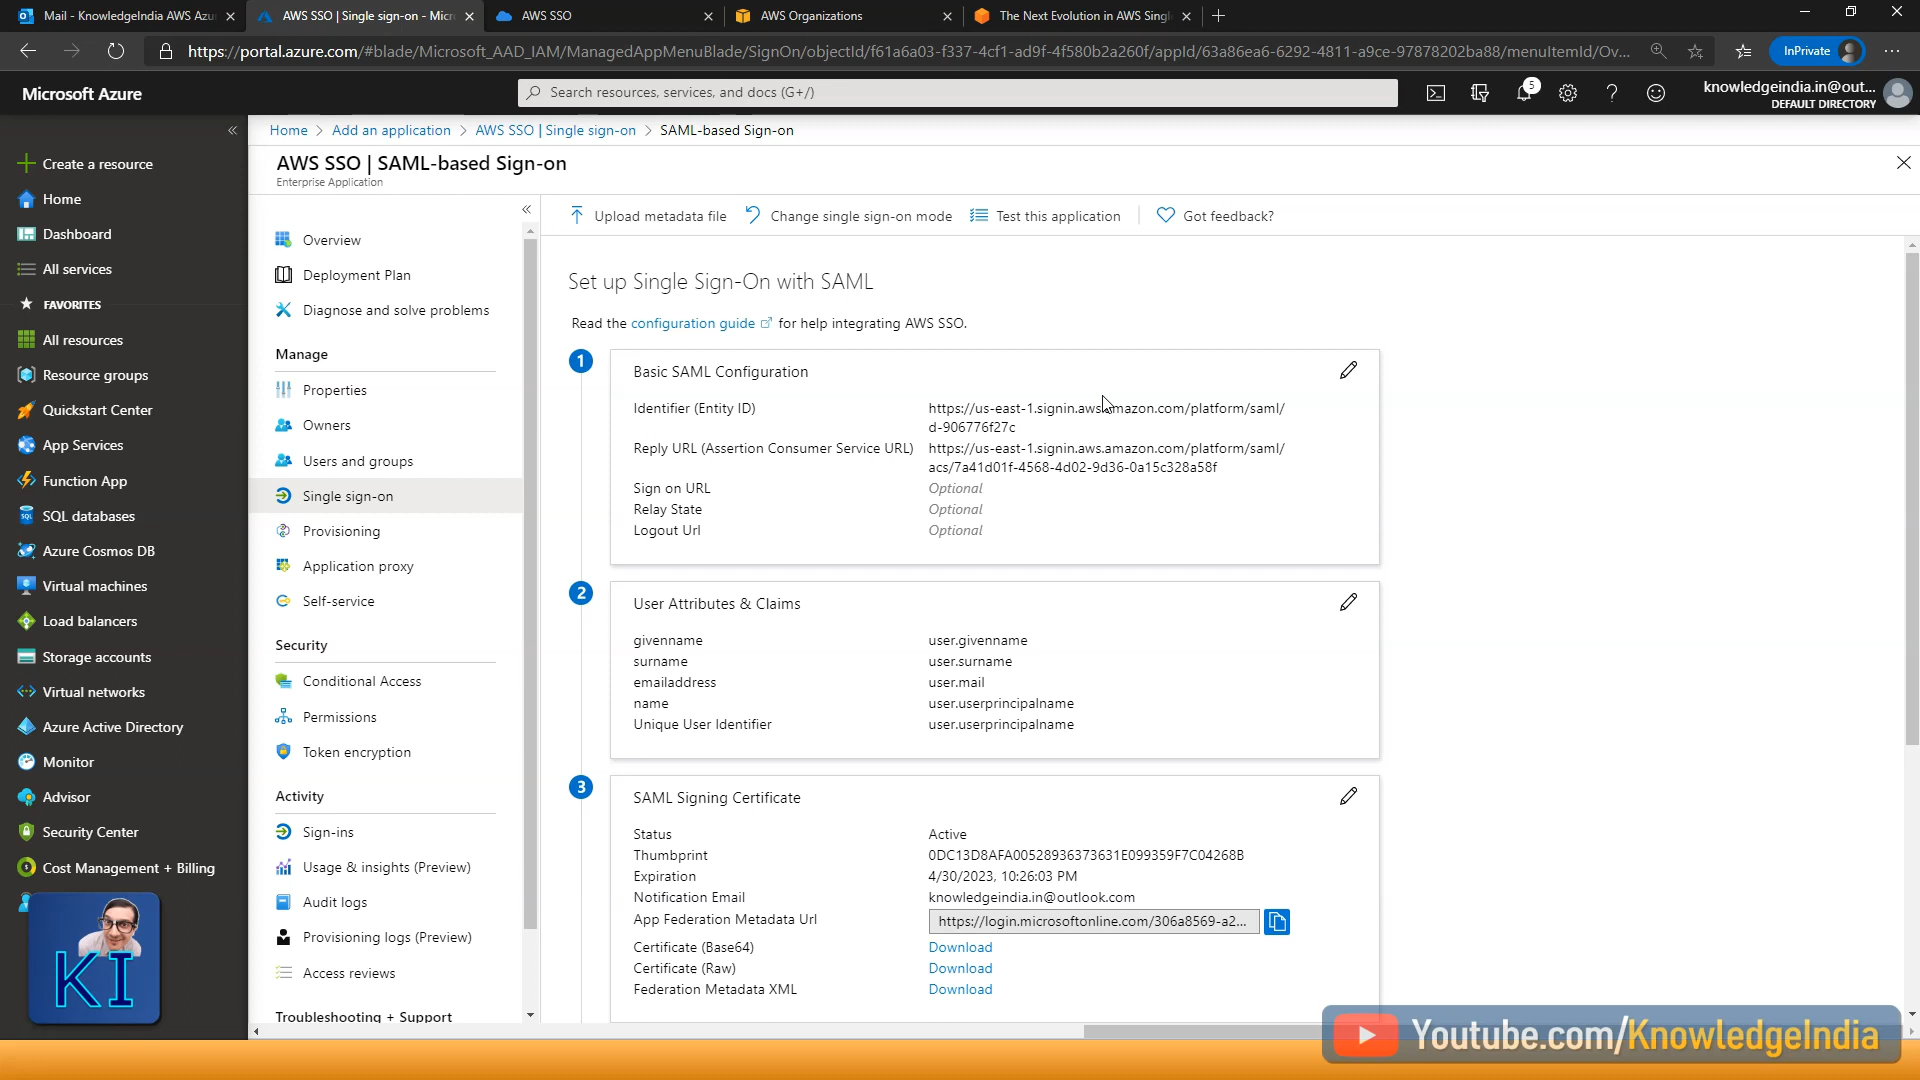 Mail - KnowledgeIndia AWS Azu
AWS SSO | Single sign-on - Micr
AWS SSO
AWS Organizations
The Next Evolution in AWS Singl
https://portal.azure.com/#blade/Microsoft_AAD_IAM/ManagedAppMenuBlade/SignOn/objectId/f61a6a03-f337-4cf1-ad9f-4f580b2a260f/appId/63a86ea6-6292-4811-a9ce-97878202ba88/menuItemId/Ov...
InPrivate
Microsoft Azure
Search resources, services, and docs (G+/)
5
knowledgeindia.in@out...
DEFAULT DIRECTORY
Home > Add an application > AWS SSO | Single sign-on > SAML-based Sign-on
AWS SSO | SAML-based Sign-on
Enterprise Application
Create a resource
Home
Dashboard
All services
FAVORITES
All resources
Resource groups
Quickstart Center
App Services
Function App
SQL databases
Azure Cosmos DB
Virtual machines
Load balancers
Storage accounts
Virtual networks
Azure Active Directory
Monitor
Advisor
Security Center
Cost Management + Billing
KI
Overview
Deployment Plan
Diagnose and solve problems
Manage
Properties
Owners
Users and groups
Single sign-on
Provisioning
Application proxy
Self-service
Security
Conditional Access
Permissions
Token encryption
Activity
Sign-ins
Usage & insights (Preview)
Audit logs
Provisioning logs (Preview)
Access reviews
Troubleshooting + Support
Upload metadata file
Change single sign-on mode
Test this application
Got feedback?
Set up Single Sign-On with SAML
Read the configuration guide for help integrating AWS SSO.
1
Basic SAML Configuration
Identifier (Entity ID) https://us-east-1.signin.aws.amazon.com/platform/saml/
d-906776f27c
Reply URL (Assertion Consumer Service URL) https://us-east-1.signin.aws.amazon.com/platform/saml/
acs/7a41d01f-4568-4d02-9d36-0a15c328a58f
Sign on URL Optional
Relay State Optional
Logout Url Optional
2
User Attributes & Claims
givenname user.givenname
surname user.surname
emailaddress user.mail
name user.userprincipalname
Unique User Identifier user.userprincipalname
3
SAML Signing Certificate
Status Active
Thumbprint 0DC13D8AFA00528936373631E099359F7C04268B
Expiration 4/30/2023, 10:26:03 PM
Notification Email knowledgeindia.in@outlook.com
App Federation Metadata Url https://login.microsoftonline.com/306a8569-a2...
Certificate (Base64) Download
Certificate (Raw) Download
Federation Metadata XML Download
Youtube.com/KnowledgeIndia